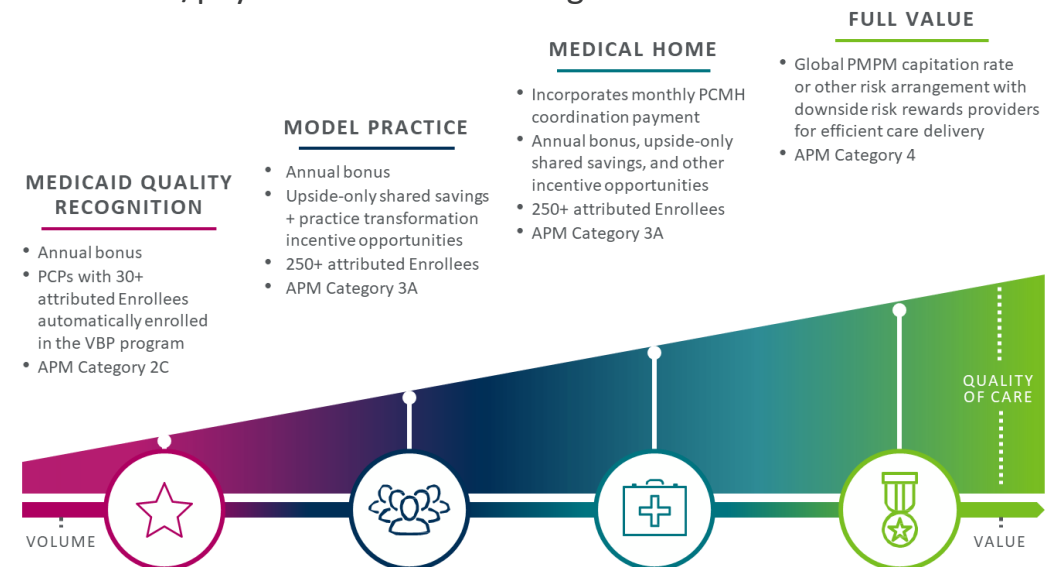 FULL VALUE
• Global PMPM capitation rate
or other risk arrangement with
downside risk rewards providers
for efficient care delivery
• APM Category 4
MEDICAL HOME
• Incorporates monthly PCMH
coordination payment
• Annual bonus, upside-only
shared savings, and other
incentive opportunities
• 250+ attributed Enrollees
• APM Category 3A
MODEL PRACTICE
• Annual bonus
• Upside-only shared savings
+ practice transformation
incentive opportunities
• 250+ attributed Enrollees
• APM Category 3A
MEDICAID QUALITY
RECOGNITION
• Annual bonus
• PCPs with 30+
attributed Enrollees
automatically enrolled
in the VBP program
• APM Category 2C
QUALITY
OF CARE
VOLUME
VALUE